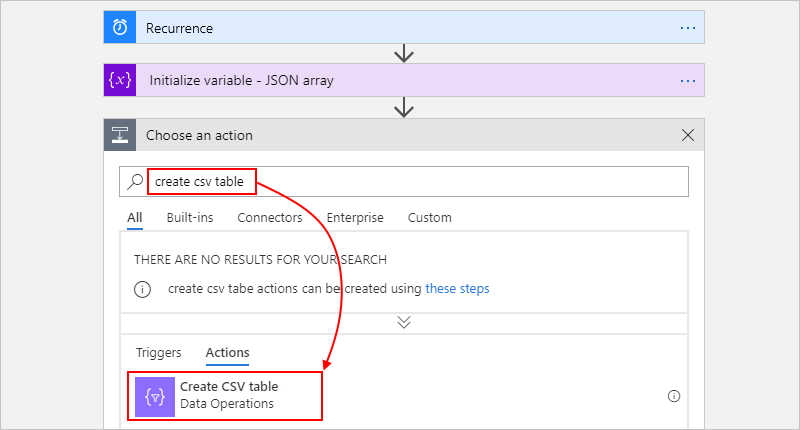 Recurrence
Initialize variable - JSON array
Choose an action
create csv table
All Built-ins Connectors Enterprise Custom
THERE ARE NO RESULTS FOR YOUR SEARCH
create csv tabe actions can be created using these steps
Triggers Actions
Create CSV table
Data Operations